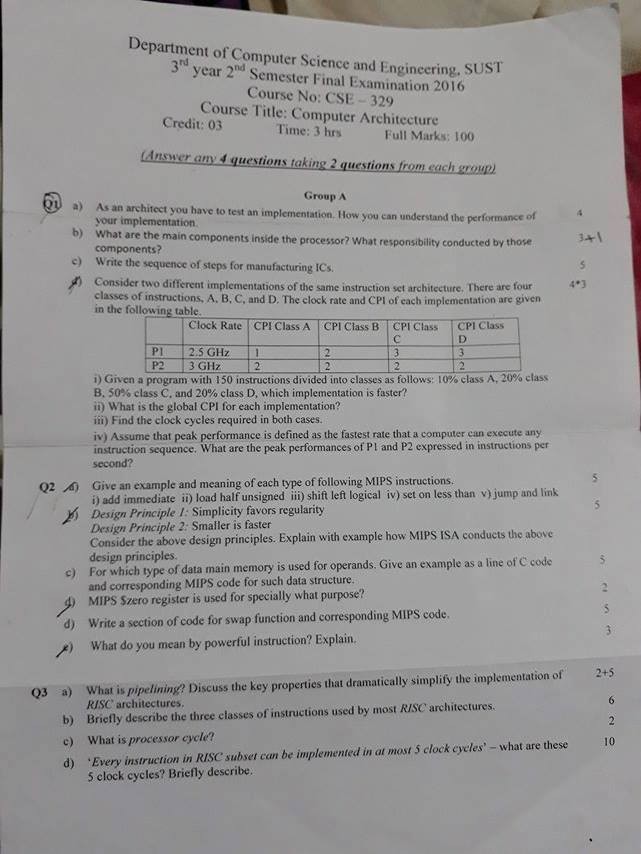 Department of Computer Science and Engineering, SUST
3rd year 2nd Semester Final Examination 2016
Course No: CSE – 329
Course Title: Computer Architecture
Credit: 03 Time: 3 hrs Full Marks: 100
(Answer any 4 questions taking 2 questions from each group)
Group A
Q1 a) As an architect you have to test an implementation. How you can understand the performance of 4
your implementation.
b) What are the main components inside the processor? What responsibility conducted by those 3+1
components?
c) Write the sequence of steps for manufacturing ICs. 5
d) Consider two different implementations of the same instruction set architecture. There are four 4*3
classes of instructions, A, B, C, and D. The clock rate and CPI of each implementation are given
in the following table.
Clock Rate CPI Class A CPI Class B CPI Class C CPI Class D
P1 2.5 GHz 1 2 3 3
P2 3 GHz 2 2 2 2
i) Given a program with 150 instructions divided into classes as follows: 10% class A, 20% class
B, 50% class C, and 20% class D, which implementation is faster?
ii) What is the global CPI for each implementation?
iii) Find the clock cycles required in both cases.
iv) Assume that peak performance is defined as the fastest rate that a computer can execute any
instruction sequence. What are the peak performances of P1 and P2 expressed in instructions per
second?
Q2 a) Give an example and meaning of each type of following MIPS instructions. 5
i) add immediate ii) load half unsigned iii) shift left logical iv) set on less than v) jump and link
b) Design Principle 1: Simplicity favors regularity 5
Design Principle 2: Smaller is faster
Consider the above design principles. Explain with example how MIPS ISA conducts the above
design principles.
c) For which type of data main memory is used for operands. Give an example as a line of C code 5
and corresponding MIPS code for such data structure.
d) MIPS $zero register is used for specially what purpose? 2
d) Write a section of code for swap function and corresponding MIPS code. 5
e) What do you mean by powerful instruction? Explain. 3
Q3 a) What is pipelining? Discuss the key properties that dramatically simplify the implementation of 2+5
RISC architectures.
b) Briefly describe the three classes of instructions used by most RISC architectures. 6
c) What is processor cycle? 2
d) ‘Every instruction in RISC subset can be implemented in at most 5 clock cycles’ – what are these 10
5 clock cycles? Briefly describe.